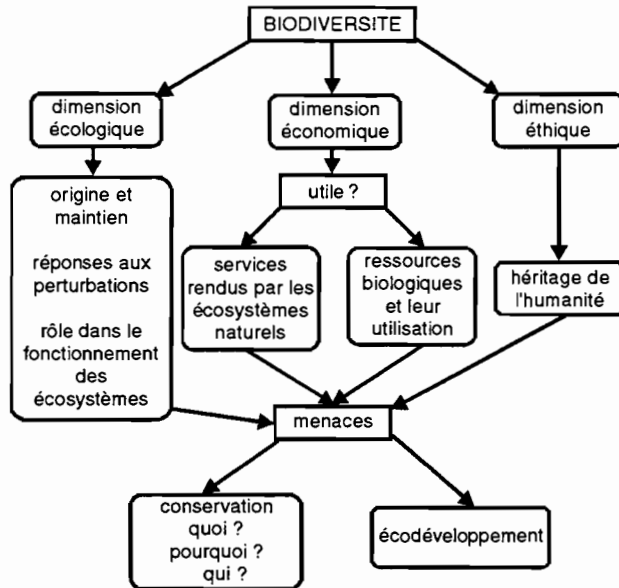 BIODIVERSITE
dimension
écologique
dimension
économique
dimension
éthique
origine et
maintien
réponses aux
perturbations
rôle dans le
fonctionnement
des
écosystèmes
utile ?
services
rendus par les
écosystèmes
naturels
ressources
biologiques
et leur
utilisation
héritage de
l'humanité
menaces
conservation
quoi ?
pourquoi ?
qui ?
écodéveloppement